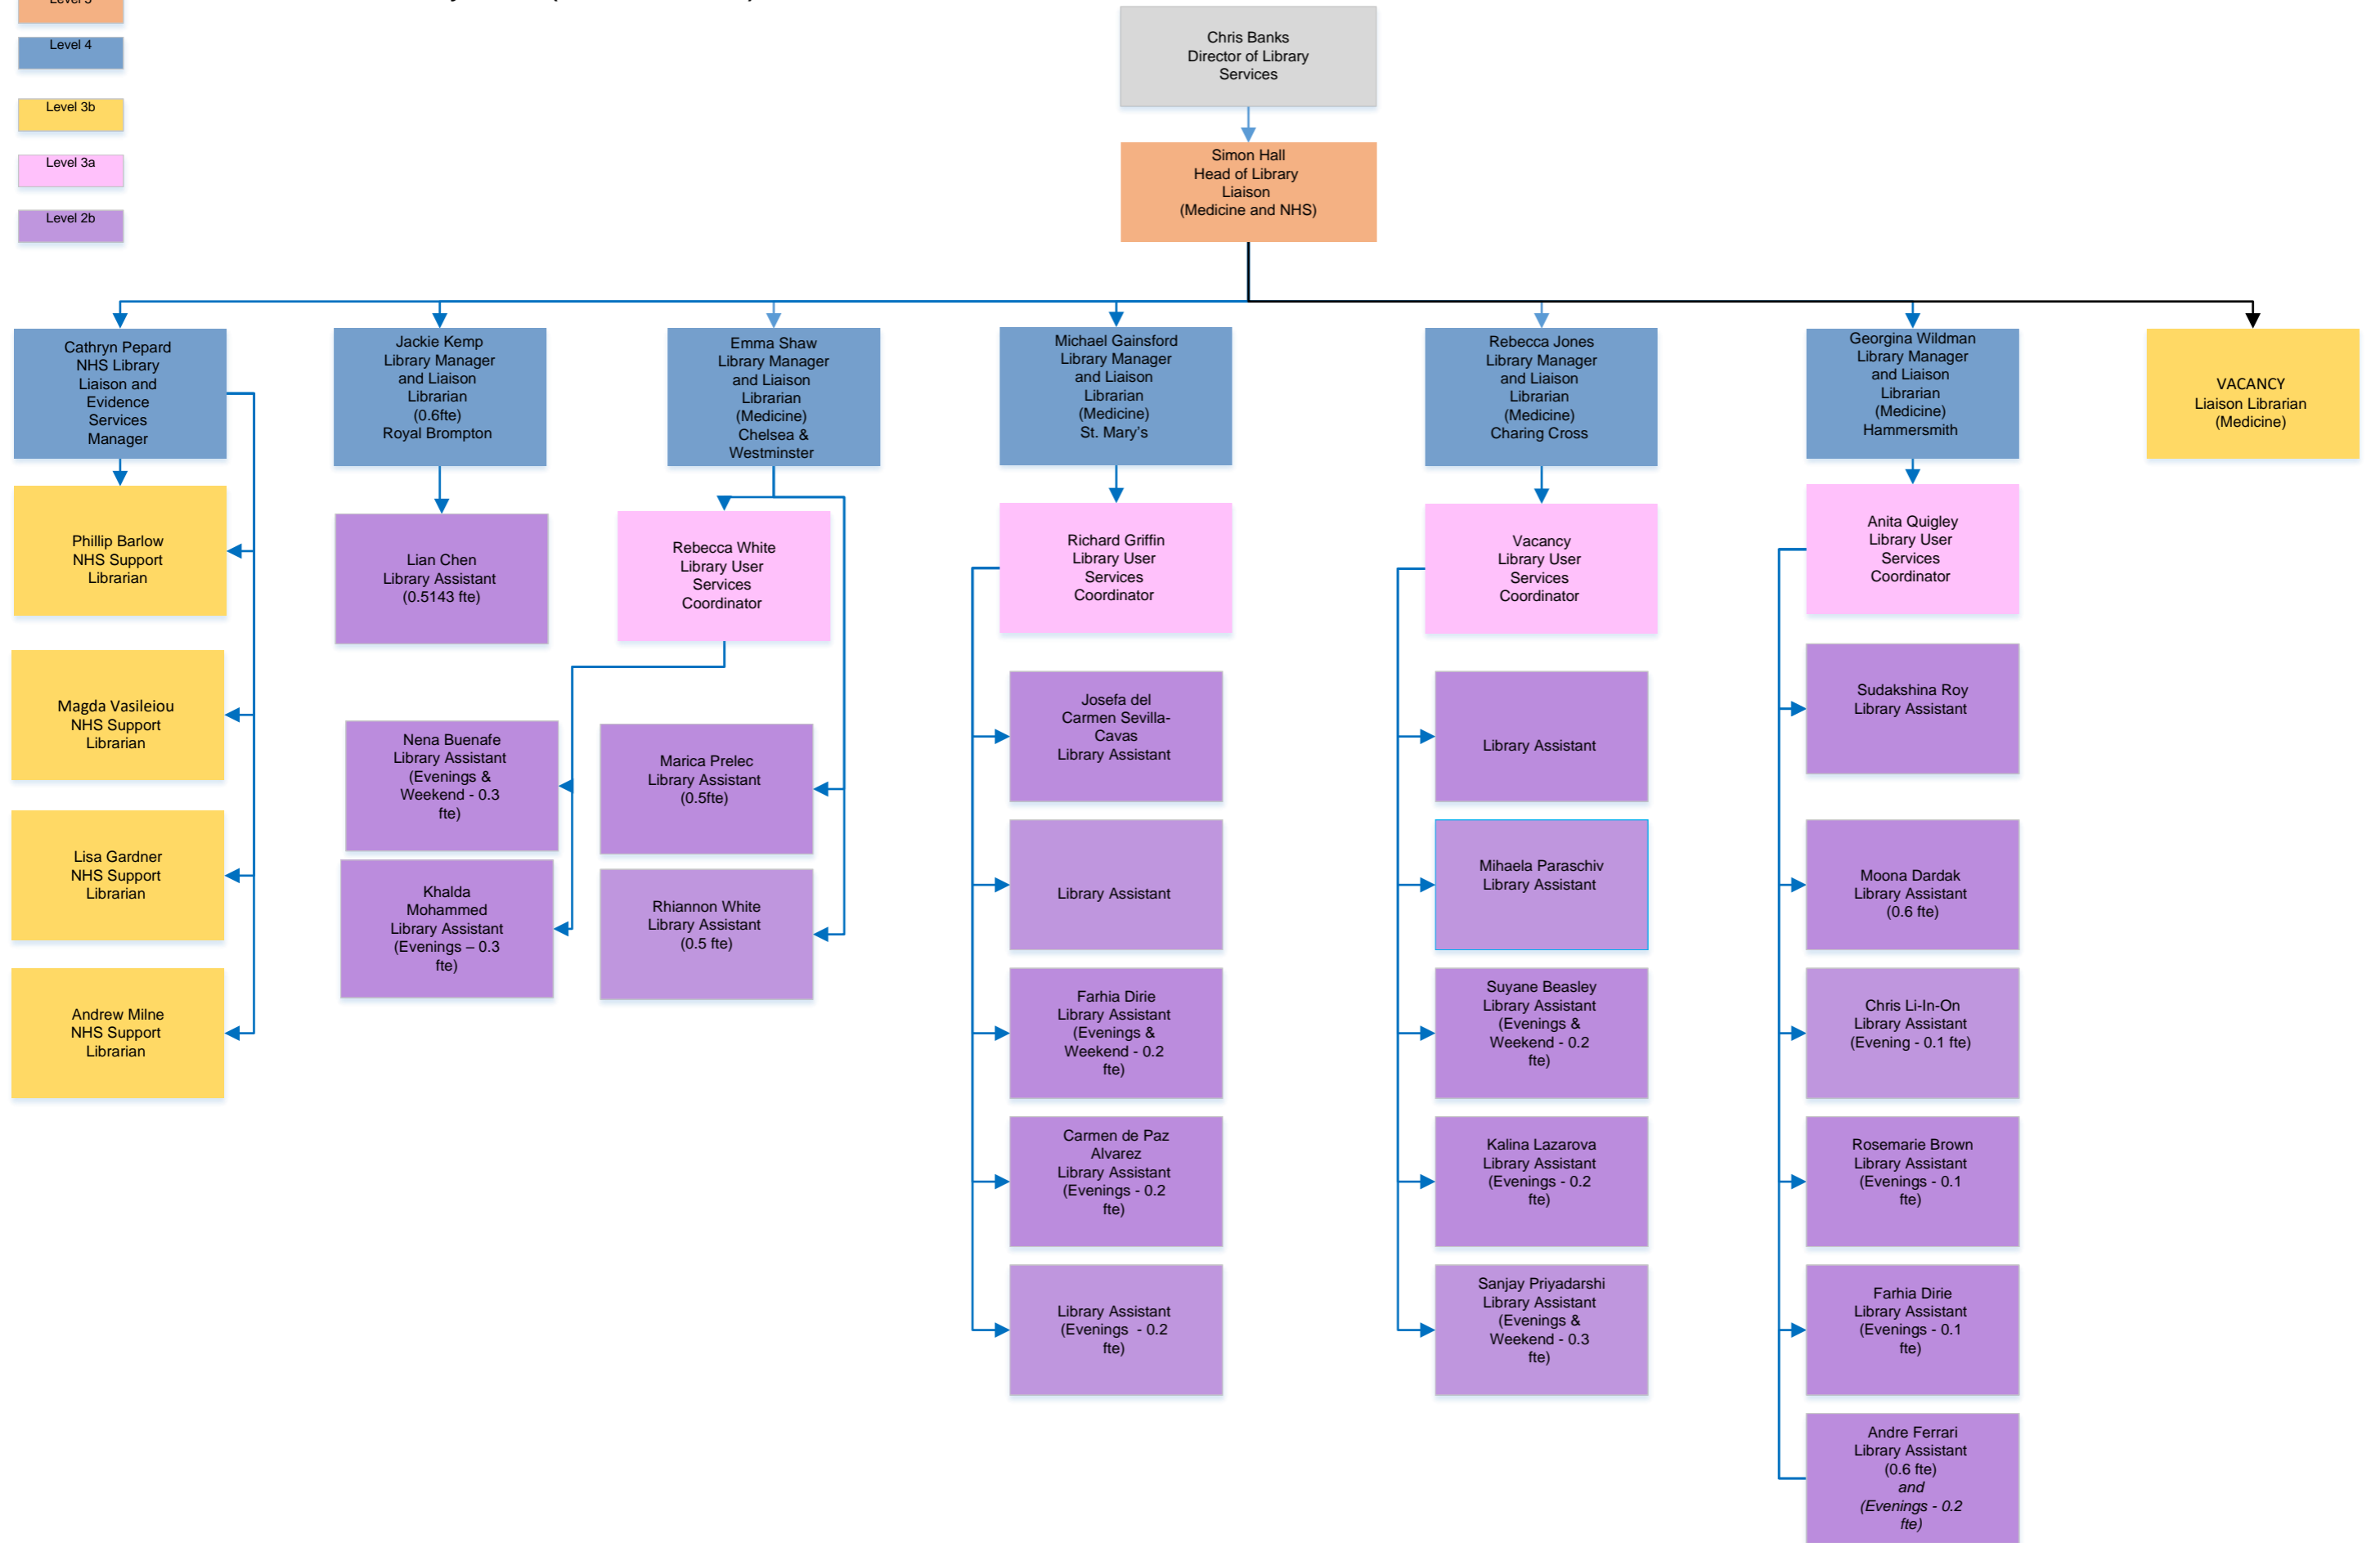 Level 4
Level 3b
Level 3a
Level 2b
Chris Banks
Director of Library
Services
Simon Hall
Head of Library
Liaison
(Medicine and NHS)
Cathryn Pepard
NHS Library
Liaison and
Evidence
Services
Manager
Jackie Kemp
Library Manager
and Liaison
Librarian
(0.6fte)
Royal Brompton
Emma Shaw
Library Manager
and Liaison
Librarian
(Medicine)
Chelsea &
Westminster
Michael Gainsford
Library Manager
and Liaison
Librarian
(Medicine)
St. Mary’s
Rebecca Jones
Library Manager
and Liaison
Librarian
(Medicine)
Charing Cross
Georgina Wildman
Library Manager
and Liaison
Librarian
(Medicine)
Hammersmith
VACANCY
Liaison Librarian
(Medicine)
Phillip Barlow
NHS Support
Librarian
Magda Vasileiou
NHS Support
Librarian
Lisa Gardner
NHS Support
Librarian
Andrew Milne
NHS Support
Librarian
Lian Chen
Library Assistant
(0.5143 fte)
Rebecca White
Library User
Services
Coordinator
Nena Buenafe
Library Assistant
(Evenings &
Weekend - 0.3
fte)
Khalda
Mohammed
Library Assistant
(Evenings – 0.3
fte)
Marica Prelec
Library Assistant
(0.5fte)
Rhiannon White
Library Assistant
(0.5 fte)
Richard Griffin
Library User
Services
Coordinator
Josefa del
Carmen Sevilla-
Cavas
Library Assistant
Library Assistant
Farhia Dirie
Library Assistant
(Evenings &
Weekend - 0.2
fte)
Carmen de Paz
Alvarez
Library Assistant
(Evenings - 0.2
fte)
Library Assistant
(Evenings - 0.2
fte)
Vacancy
Library User
Services
Coordinator
Library Assistant
Mihaela Paraschiv
Library Assistant
Suyane Beasley
Library Assistant
(Evenings &
Weekend - 0.2
fte)
Kalina Lazarova
Library Assistant
(Evenings - 0.2
fte)
Sanjay Priyadarshi
Library Assistant
(Evenings &
Weekend - 0.3
fte)
Anita Quigley
Library User
Services
Coordinator
Sudakshina Roy
Library Assistant
Moona Dardak
Library Assistant
(0.6 fte)
Chris Li-In-On
Library Assistant
(Evening - 0.1 fte)
Rosemarie Brown
Library Assistant
(Evenings - 0.1
fte)
Farhia Dirie
Library Assistant
(Evenings - 0.1
fte)
Andre Ferrari
Library Assistant
(0.6 fte)
and
(Evenings - 0.2
fte)